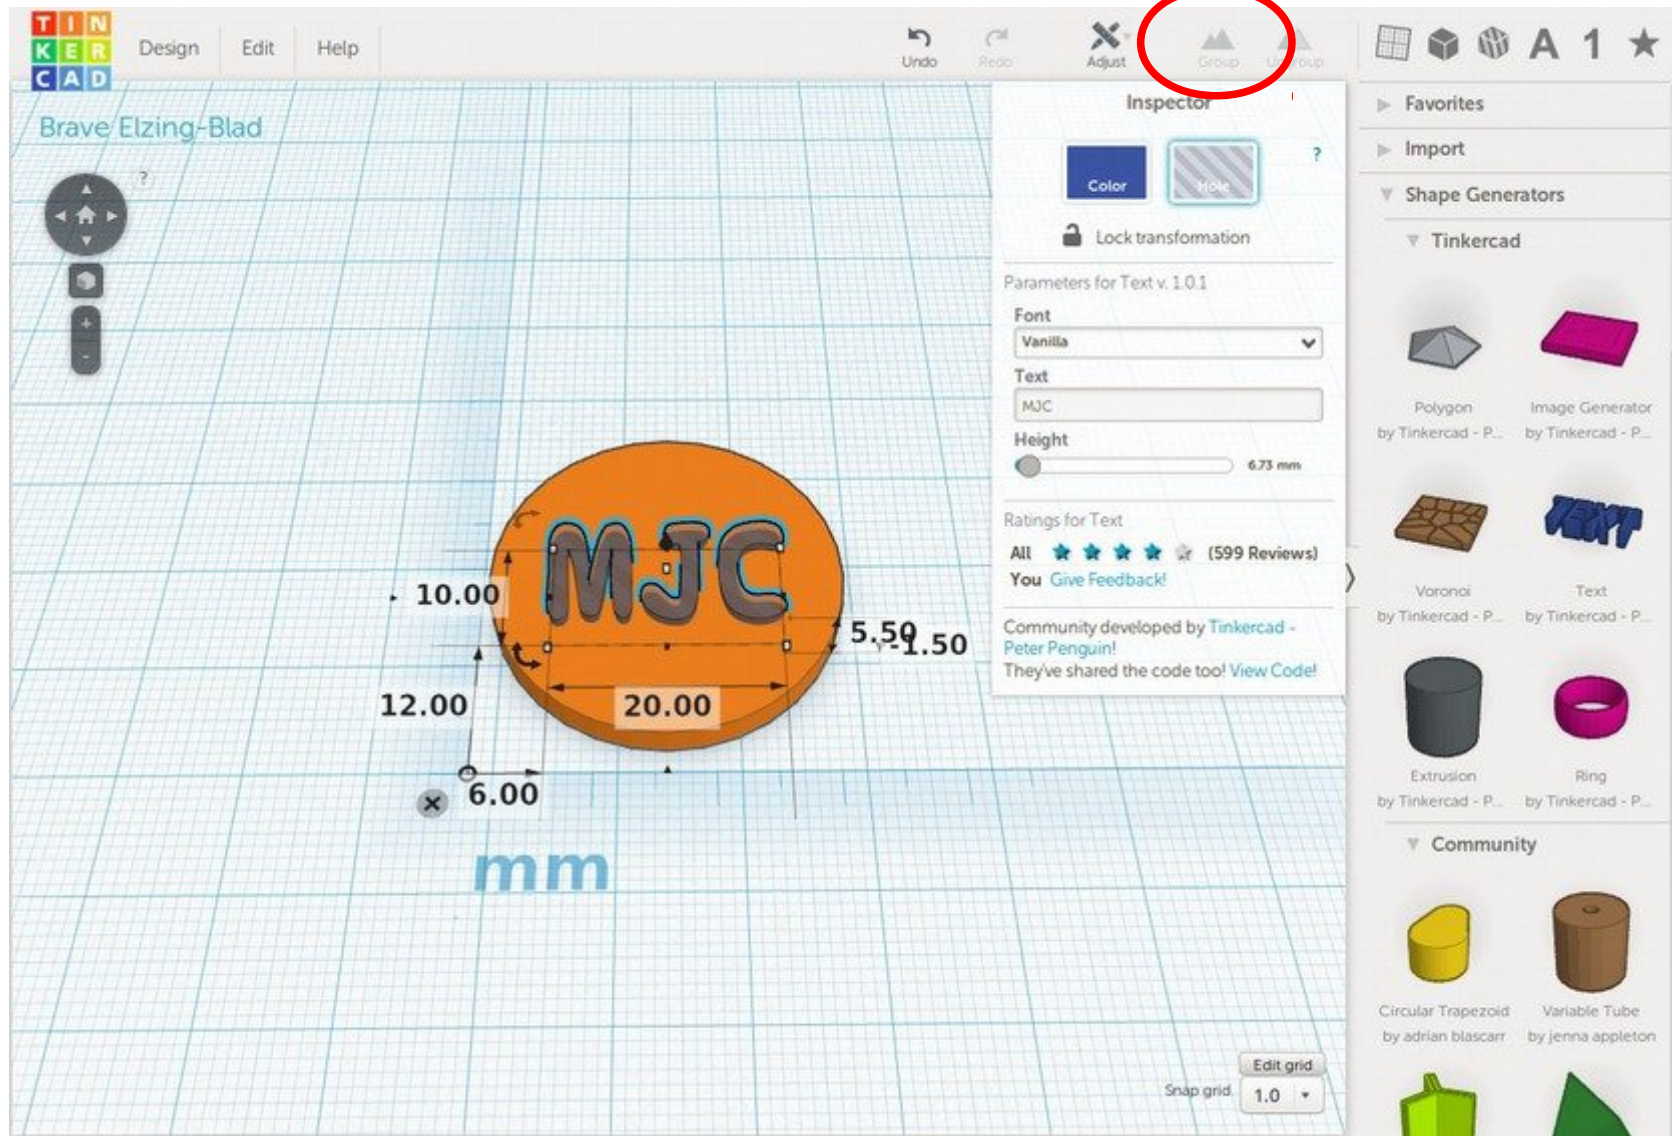 TIN
KER
CAD
Design
Edit
Help
Undo
Redo
Adjust
Group
Ungroup
A
1
Brave Elzing-Blad
?
+
-
Inspector
Color
Hole
?
Lock transformation
Parameters for Text v. 1.0.1
Font
Vanilla
Text
MJC
Height
6.73 mm
Ratings for Text
All
(599 Reviews)
You Give Feedback!
Community developed by Tinkercad -
Peter Penguin!
They've shared the code too! View Code!
MJC
10.00
5.50
-1.50
12.00
20.00
6.00
mm
Edit grid
Snap grid
1.0
Favorites
Import
Shape Generators
Tinkercad
Polygon
by Tinkercad - P...
Image Generator
by Tinkercad - P...
TEXT
Voronoi
by Tinkercad - P...
Text
by Tinkercad - P...
Extrusion
by Tinkercad - P...
Ring
by Tinkercad - P...
Community
Circular Trapezoid
by adrian blascarr
Variable Tube
by jenna appleton